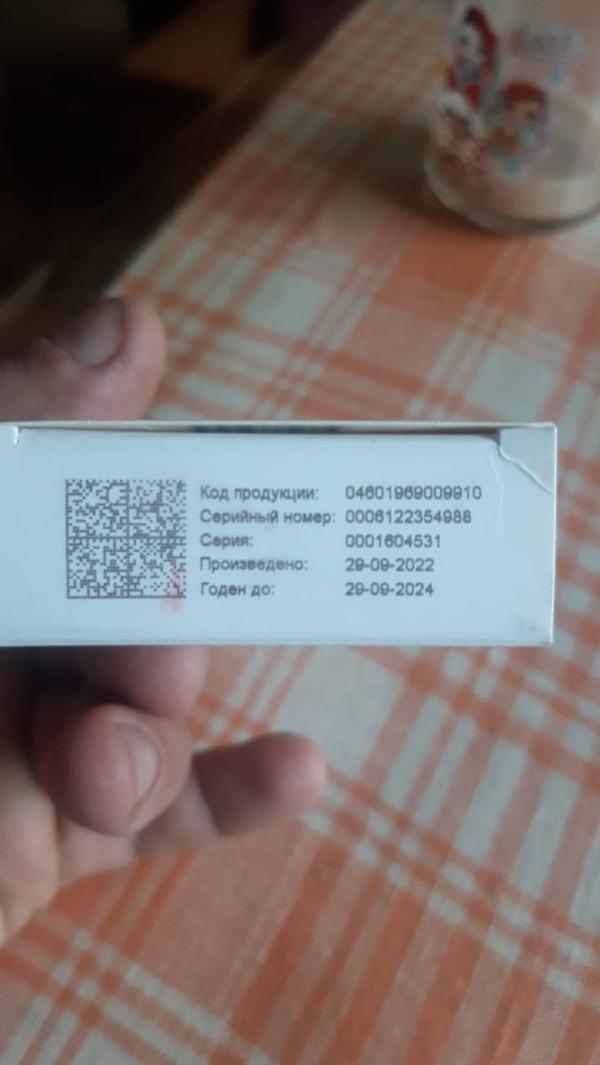 Код продукции: 04601969009910
Серийный номер: 0006122354988
Серия: 0001604531
Произведено: 29-09-2022
Годен до: 29-09-2024